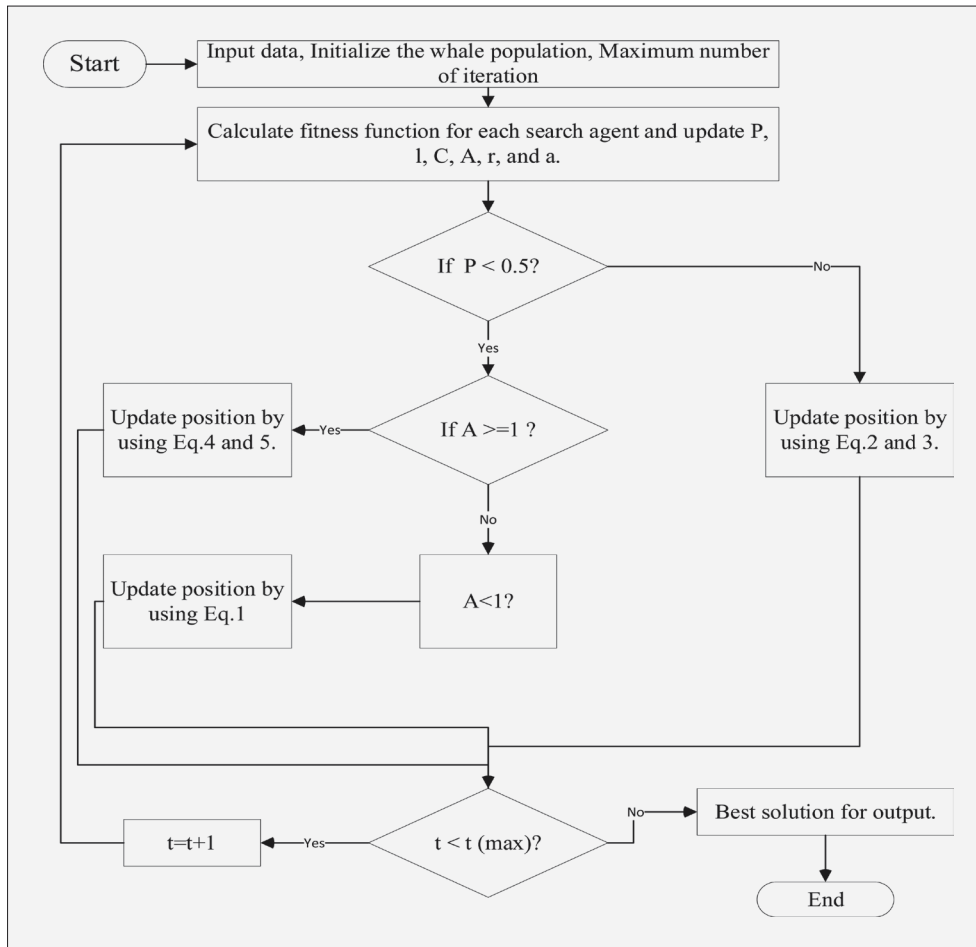 Start
Input data, Initialize the whale population, Maximum number
of iteration
Calculate fitness function for each search agent and update P,
l, C, A, r, and a.
If P < 0.5?
No
Yes
Update position by
using Eq.4 and 5.
Yes
If A >=1 ?
Update position by
using Eq.2 and 3.
No
Update position by
using Eq.1
A<1?
t=t+1
Yes
t < t (max)?
No
Best solution for output.
End